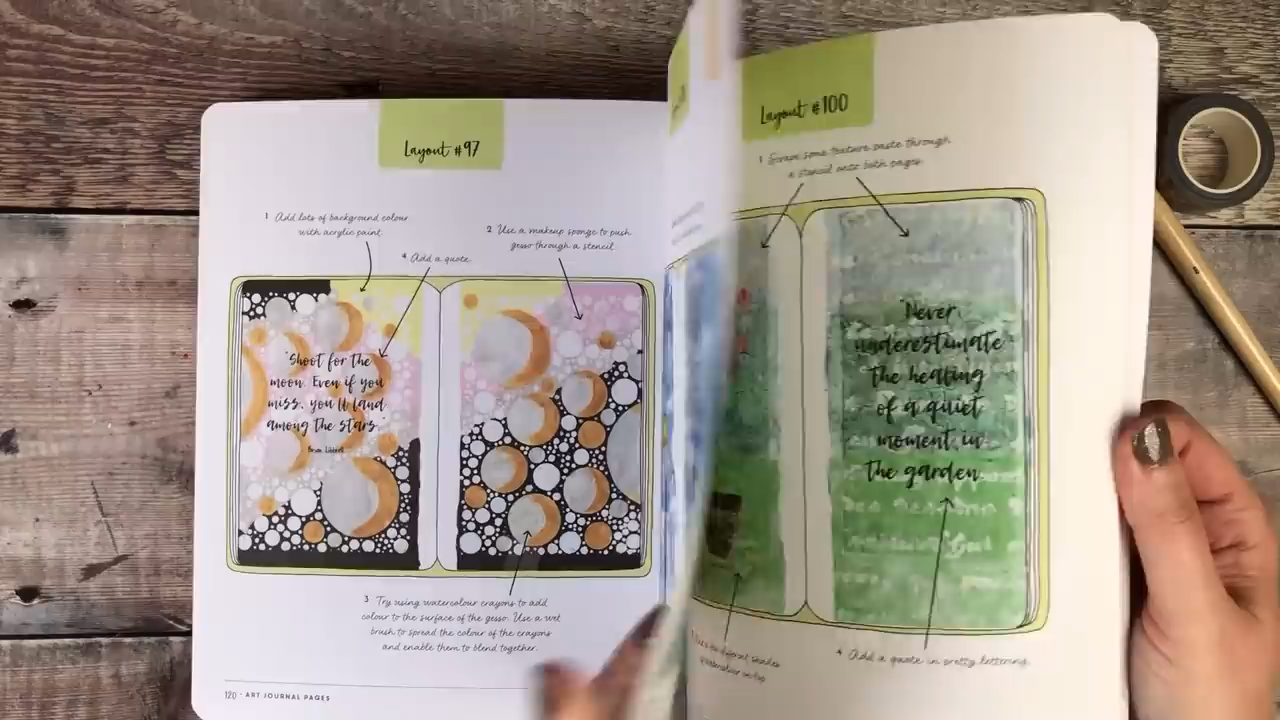 Layout #97
1 Add lots of background colour
with acrylic paint.
4 Add a quote.
2 Use a makeup sponge to push
gesso through a stencil.
"Shoot for the
moon. Even if you
miss, you'll land
among the stars."
3 Try using watercolour crayons to add
colour to the surface of the gesso. Use a wet
brush to spread the colour of the crayons
and enable them to blend together.
120 · ART JOURNAL PAGES
Layout #100
1 Scrape some texture paste through
a stencil onto both pages.
"Never
underestimate
the healing
of a quiet
moment in
the garden.
different shades
4 Add a quote in pretty lettering.